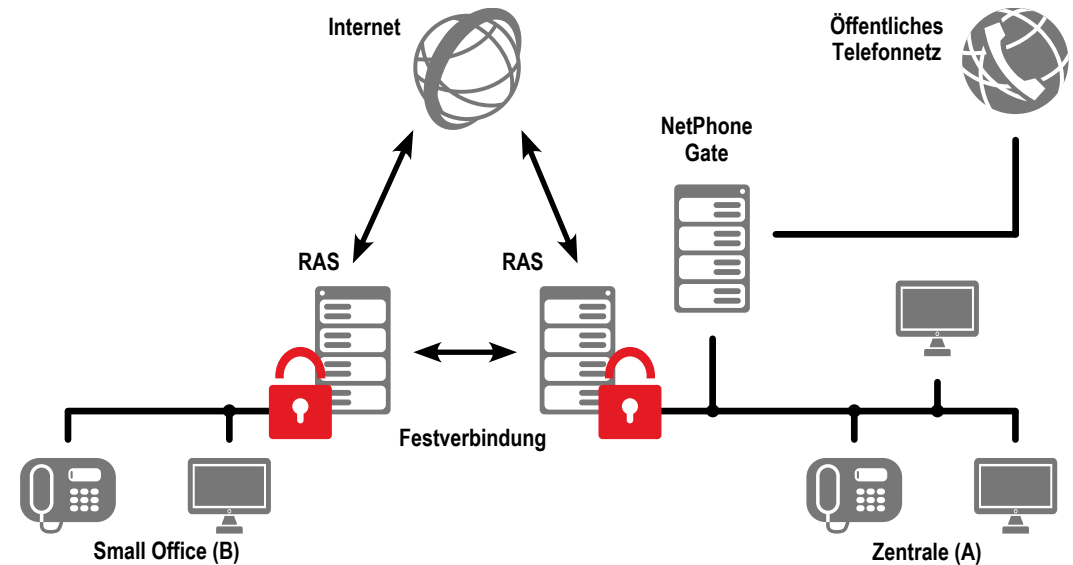 Internet
Öffentliches
Telefonnetz
NetPhone
Gate
RAS
RAS
Festverbindung
Small Office (B)
Zentrale (A)